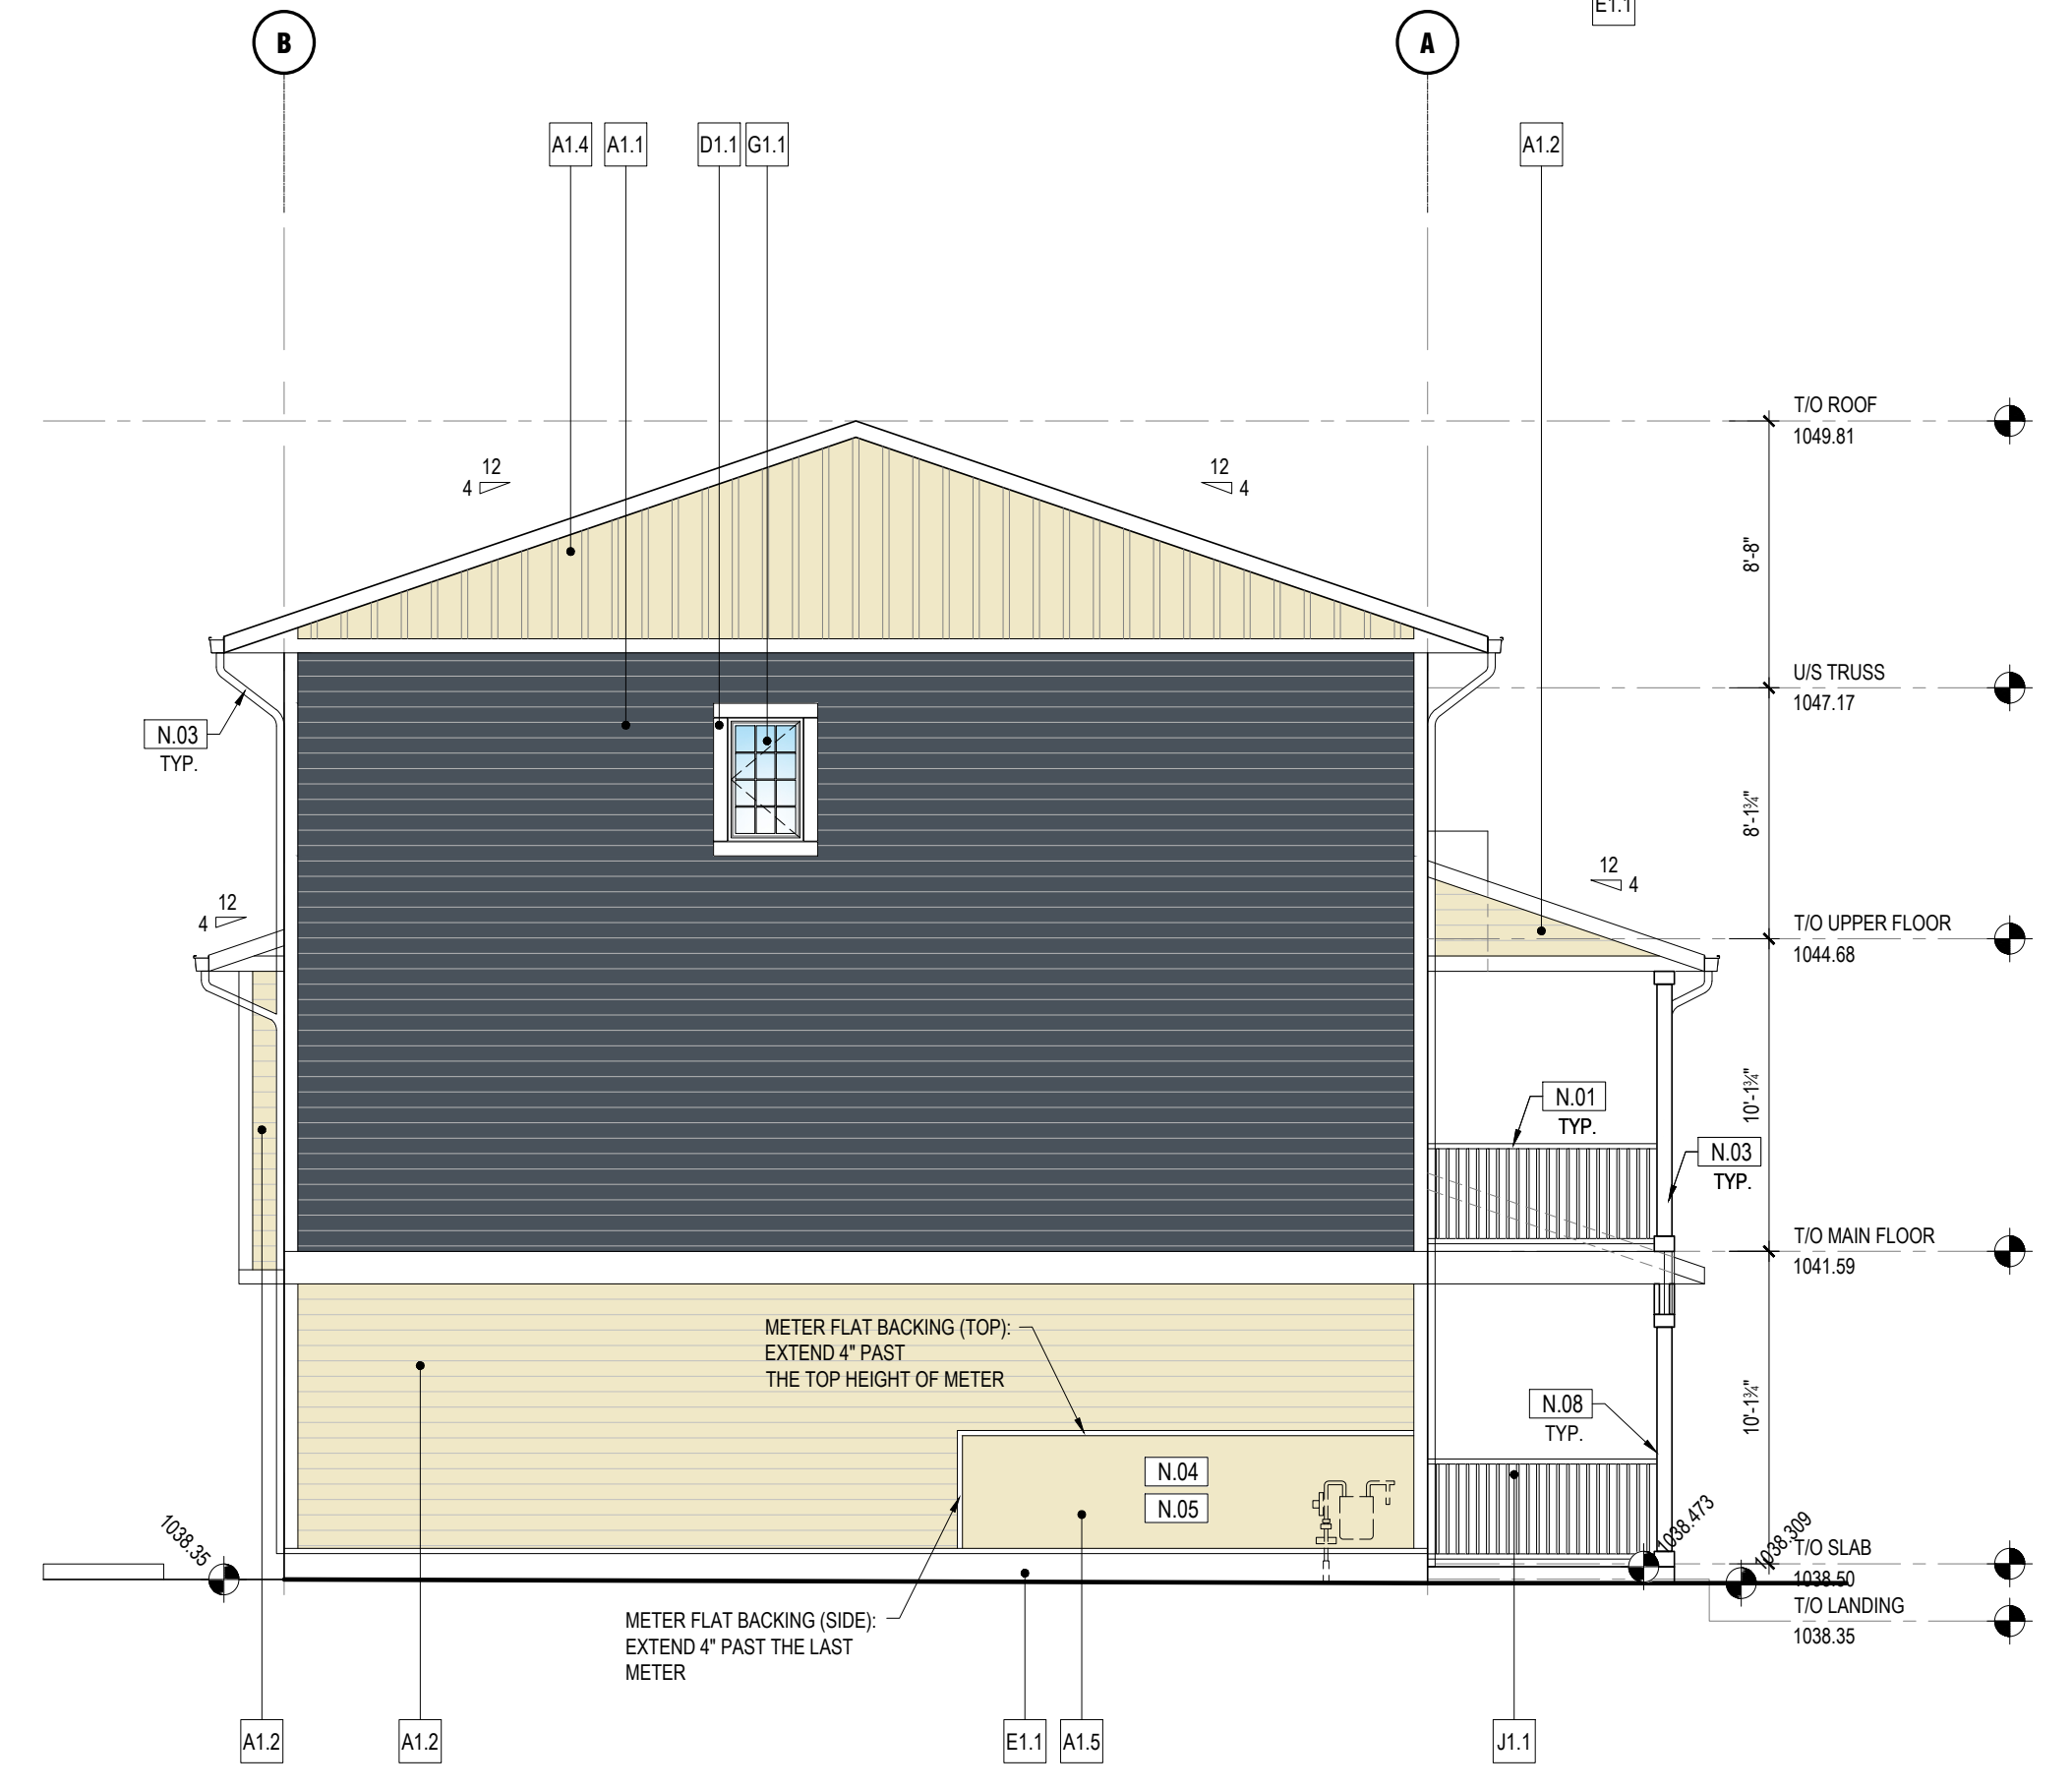 E1.1
B
A
A1.4
A1.1
D1.1
G1.1
A1.2
T/O ROOF
1049.81
12
4
12
4
8'-8"
U/S TRUSS
1047.17
N.03
TYP.
8'-1¾"
12
4
12
4
T/O UPPER FLOOR
1044.68
10'-1¾"
N.01
TYP.
N.03
TYP.
T/O MAIN FLOOR
1041.59
METER FLAT BACKING (TOP):
EXTEND 4" PAST
THE TOP HEIGHT OF METER
10'-1¾"
N.08
TYP.
N.04
N.05
1038.35
1038.473
1038.309
T/O SLAB
1038.50
T/O LANDING
1038.35
METER FLAT BACKING (SIDE):
EXTEND 4" PAST THE LAST
METER
A1.2
A1.2
E1.1
A1.5
J1.1